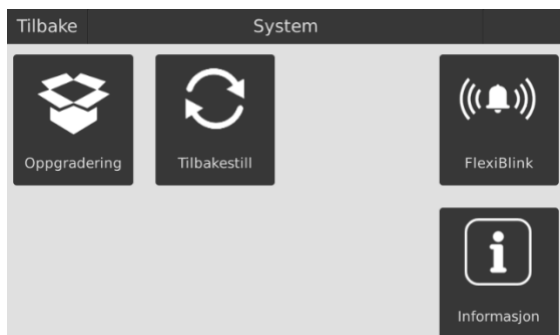 Tilbake
System
Oppgradering
Tilbakestill
FlexiBlink
Informasjon